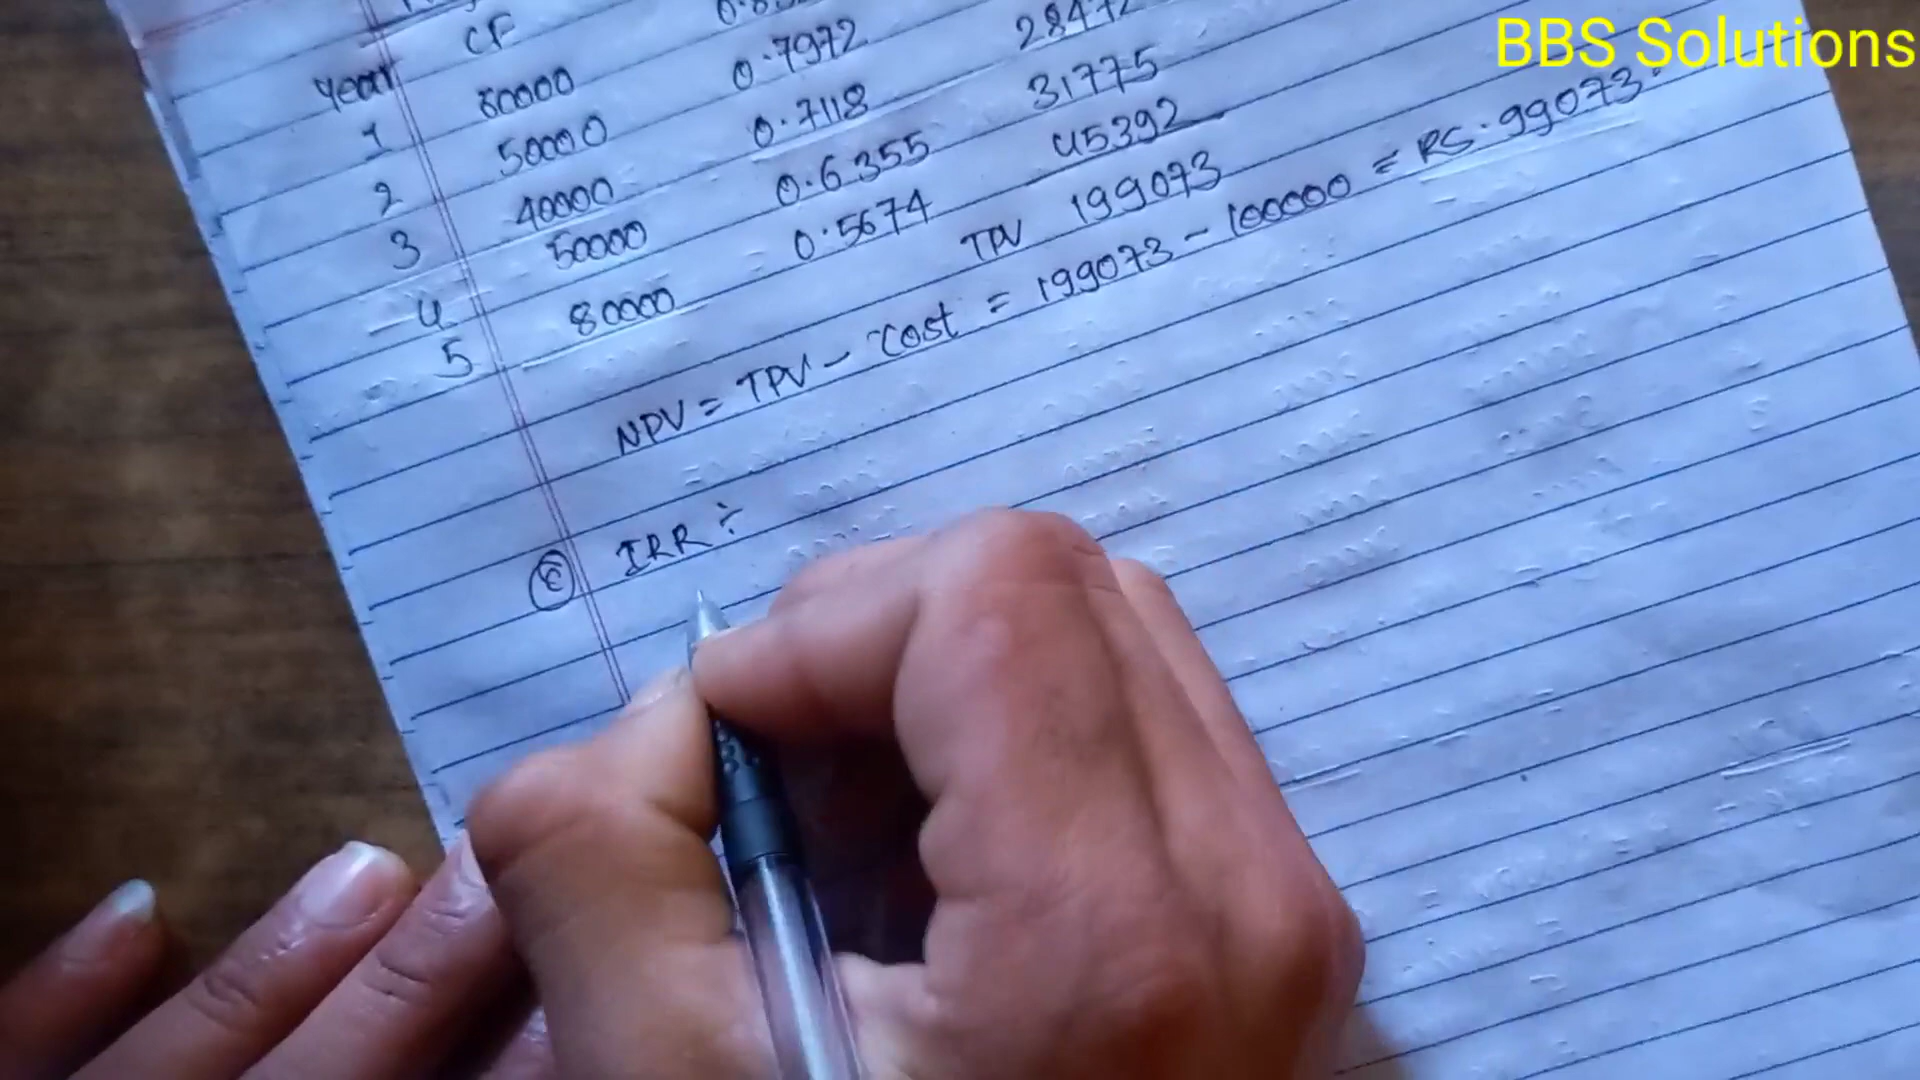 BBS Solutions
Year CF
1 60000
2 50000 0.7972 28472
3 40000 0.7118 31775
4 50000 0.6355 45392
5 80000 0.5674 TPV 199073
NPV = TPV - Cost = 199073 - 100000 = RS. 99073.
IRR ÷